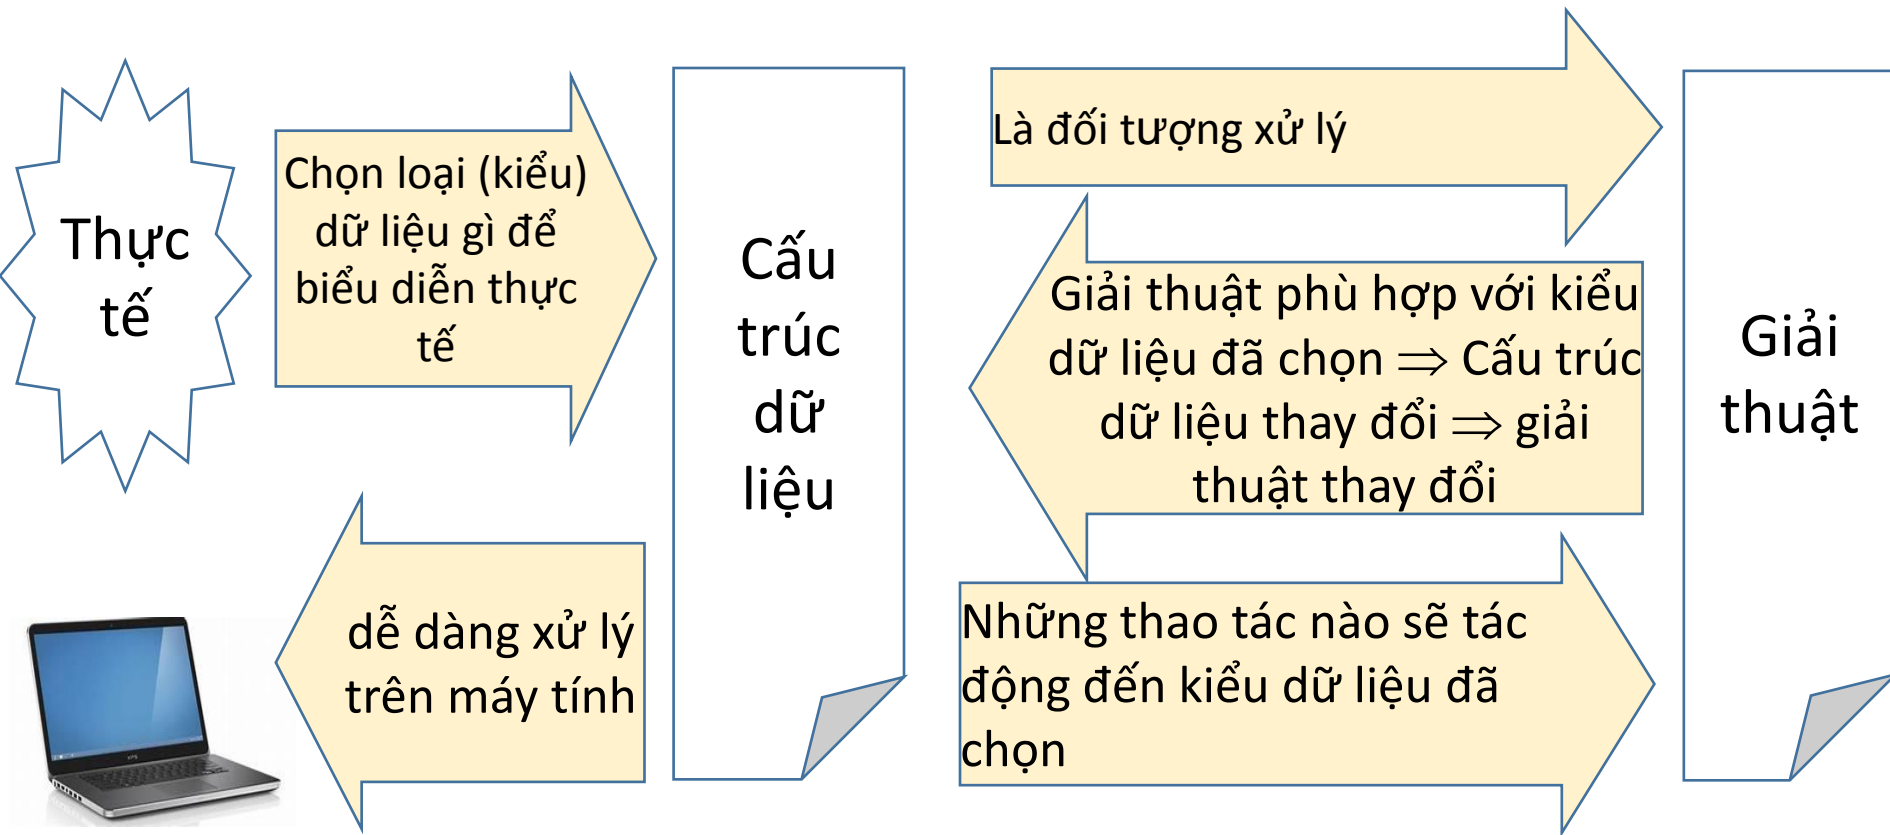 Thực
tế
Chọn loại (kiểu)
dữ liệu gì để
biểu diễn thực
tế
Cấu
trúc
dữ
liệu
dễ dàng xử lý
trên máy tính
Là đối tượng xử lý
Giải thuật phù hợp với kiểu
dữ liệu đã chọn ⇒ Cấu trúc
dữ liệu thay đổi ⇒ giải
thuật thay đổi
Những thao tác nào sẽ tác
động đến kiểu dữ liệu đã
chọn
Giải
thuật